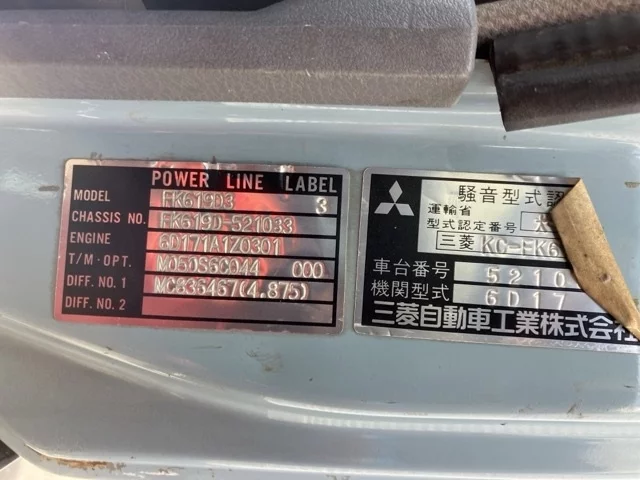 POWER LINE LABEL
MODEL FK619D3 3
CHASSIS NO. FK619D-521033
ENGINE 6D171A1Z0301
T/M・OPT. M050S6C044 000
DIFF. NO. 1 MC836467(4.875)
DIFF. NO. 2
騒音型式認
運輸省
型式認定番号
三菱 KC-FK6
車台番号 5210
機関型式 6D17
三菱自動車工業株式会社